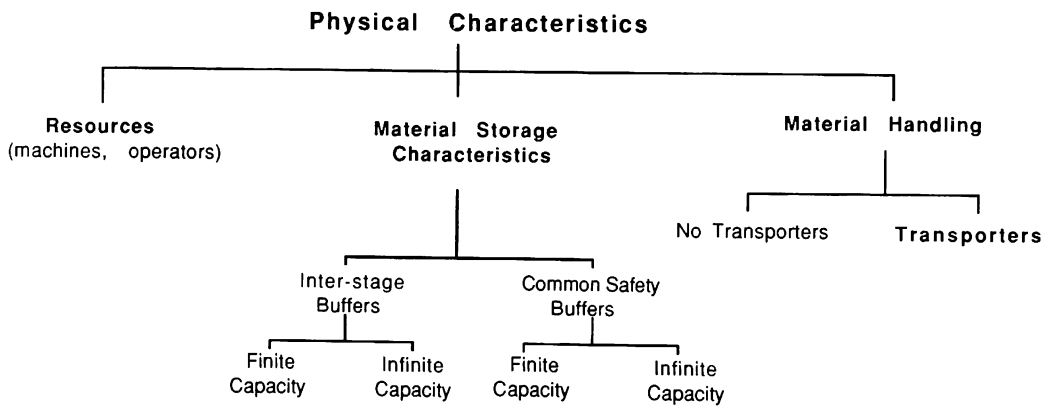 Physical Characteristics
Resources
(machines, operators)
Material Storage
Characteristics
Material Handling
No Transporters
Transporters
Inter-stage
Buffers
Common Safety
Buffers
Finite
Capacity
Infinite
Capacity
Finite
Capacity
Infinite
Capacity